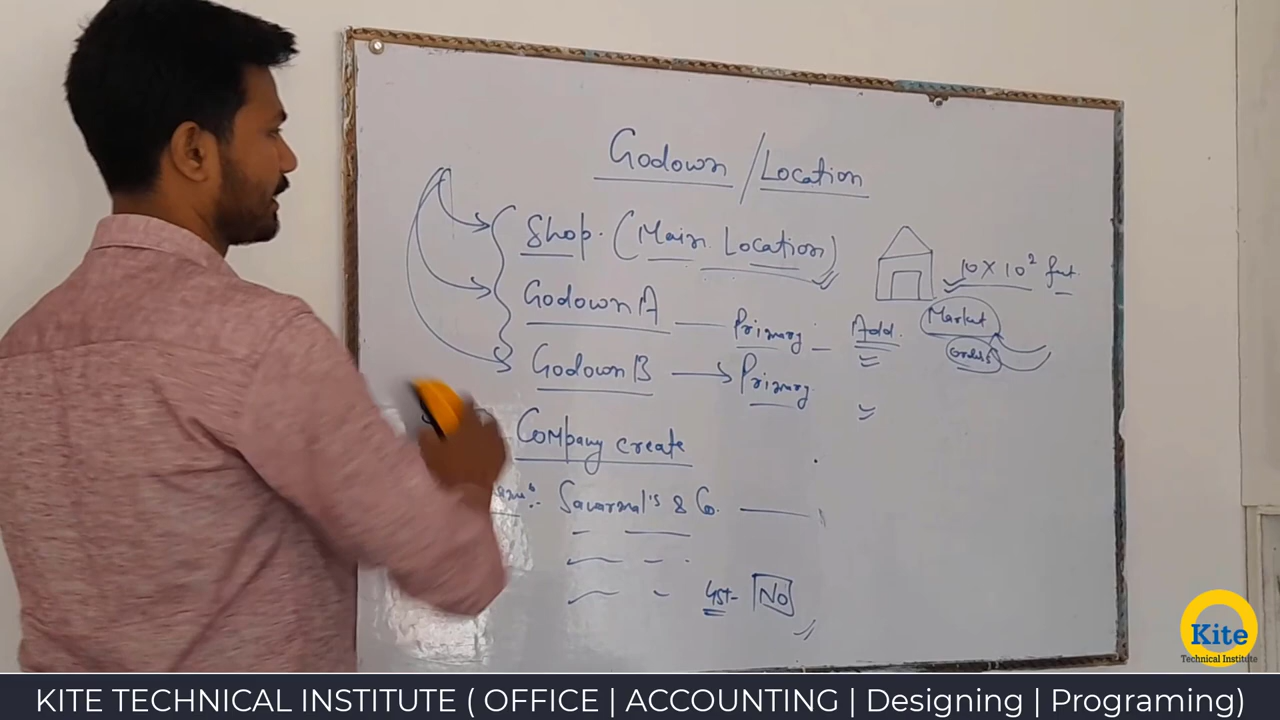 Godown / Location
Shop. (Main Location)
10 X 10² feet
Godown A — Primary — Add.
Market
Godown B → Primary
Company create
Savarmal's & Co.
GST- NO
Kite
Technical Institute
KITE TECHNICAL INSTITUTE ( OFFICE | ACCOUNTING | Designing | Programing)